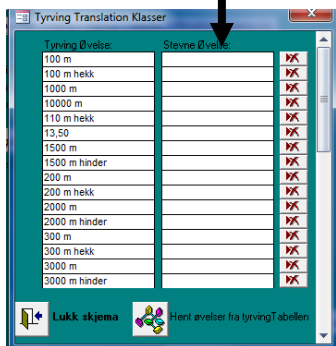 Tyrving Translation Klasser
Tyrving Øvelse: Stevne Øvelse:
100 m
100 m hekk
1000 m
10000 m
110 m hekk
13,50
1500 m
1500 m hinder
200 m
200 m hekk
2000 m
2000 m hinder
300 m
300 m hekk
3000 m
3000 m hinder
Lukk skjema Hent øvelser fra tyrvingTabellen